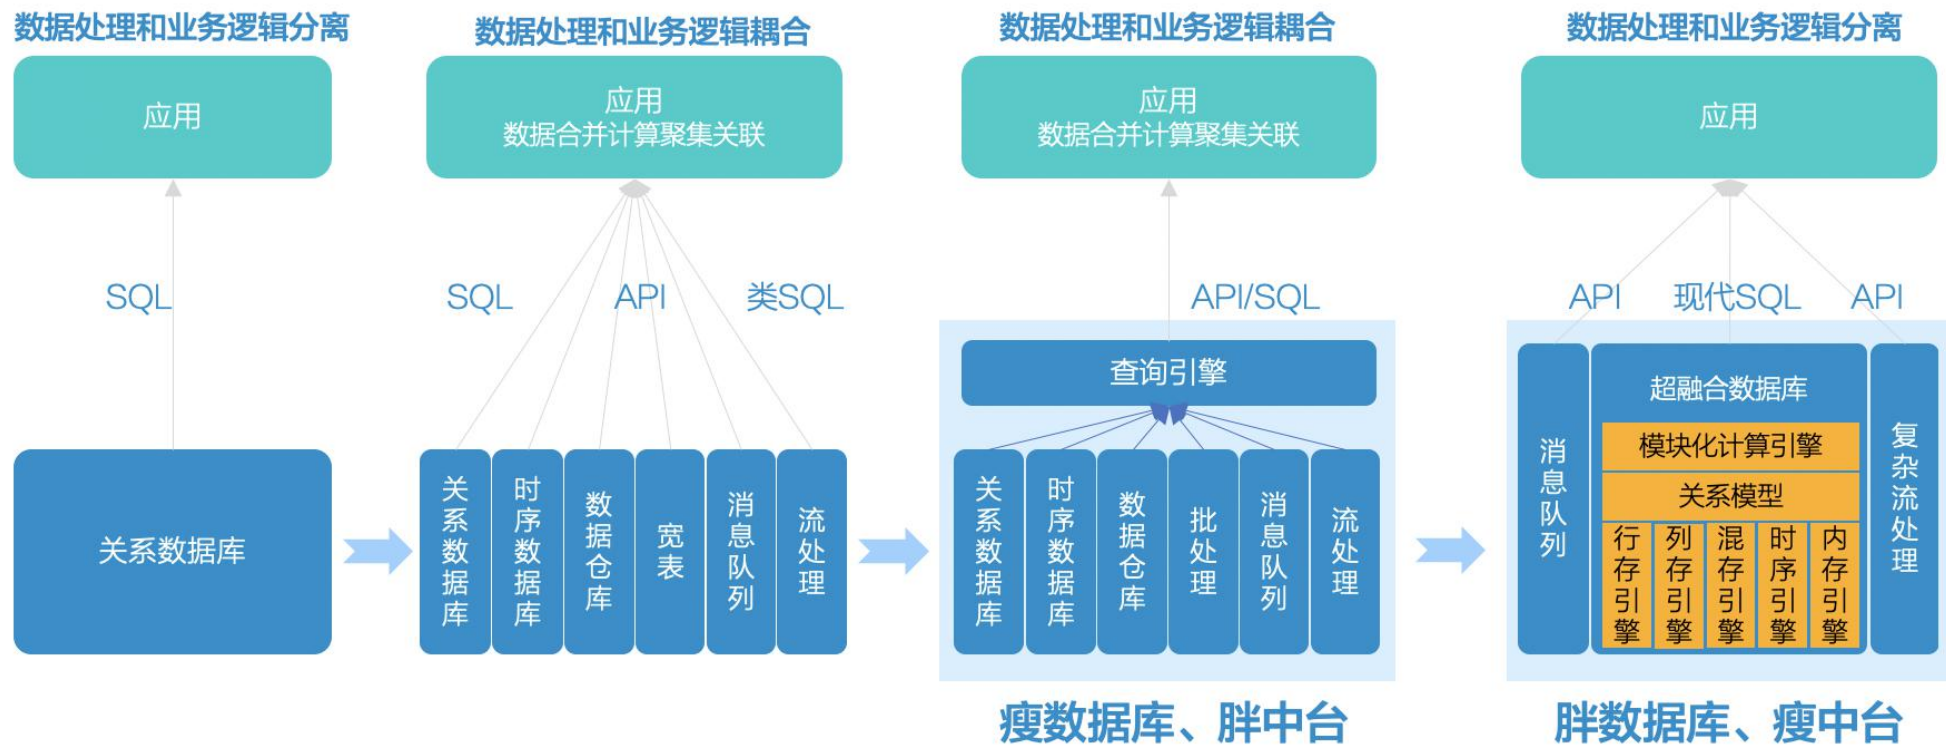 数据处理和业务逻辑分离
应用
SQL
关系数据库
数据处理和业务逻辑耦合
应用
数据合并计算聚集关联
SQL
API
类SQL
关系数据库
时序数据库
数据仓库
宽表
消息队列
流处理
数据处理和业务逻辑耦合
应用
数据合并计算聚集关联
API/SQL
查询引擎
关系数据库
时序数据库
数据仓库
批处理
消息队列
流处理
瘦数据库、胖中台
数据处理和业务逻辑分离
应用
API
现代SQL
API
消息队列
超融合数据库
模块化计算引擎
关系模型
行存引擎
列存引擎
混存引擎
时序引擎
内存引擎
复杂流处理
胖数据库、瘦中台